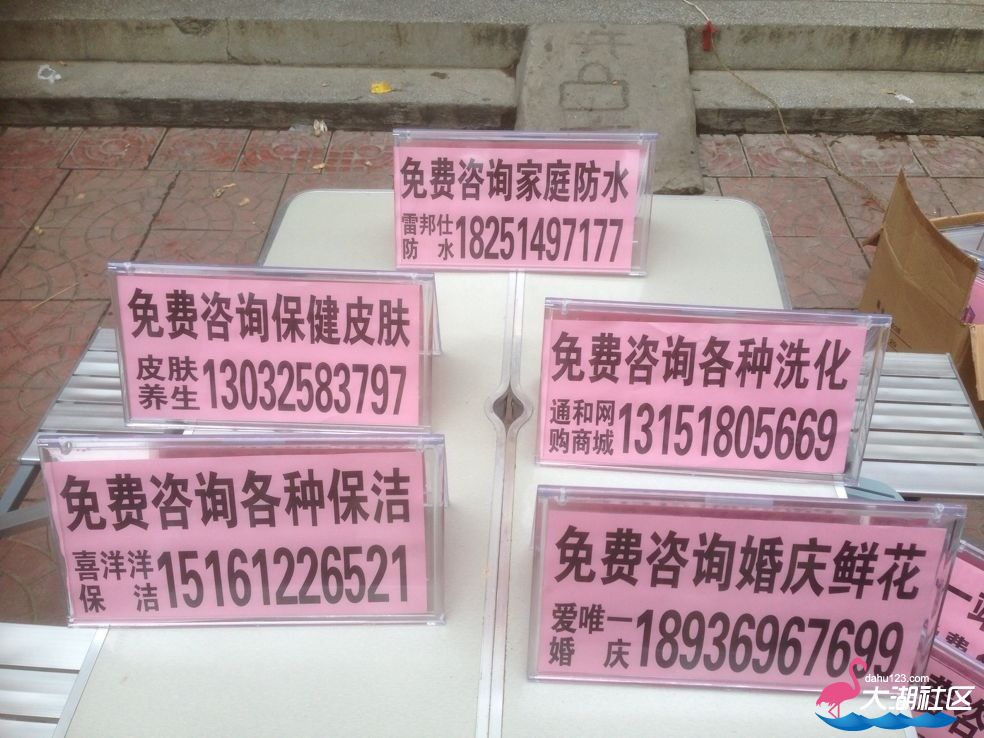 免费咨询家庭防水
雷邦仕
防水 18251497177
免费咨询保健皮肤
皮肤
养生 13032583797
免费咨询各种洗化
通和网
购商城 13151805669
免费咨询各种保洁
喜洋洋
保洁 15161226521
免费咨询婚庆鲜花
爱唯一
婚庆 18936967699
一站
费
dahu123.com
大湖社区